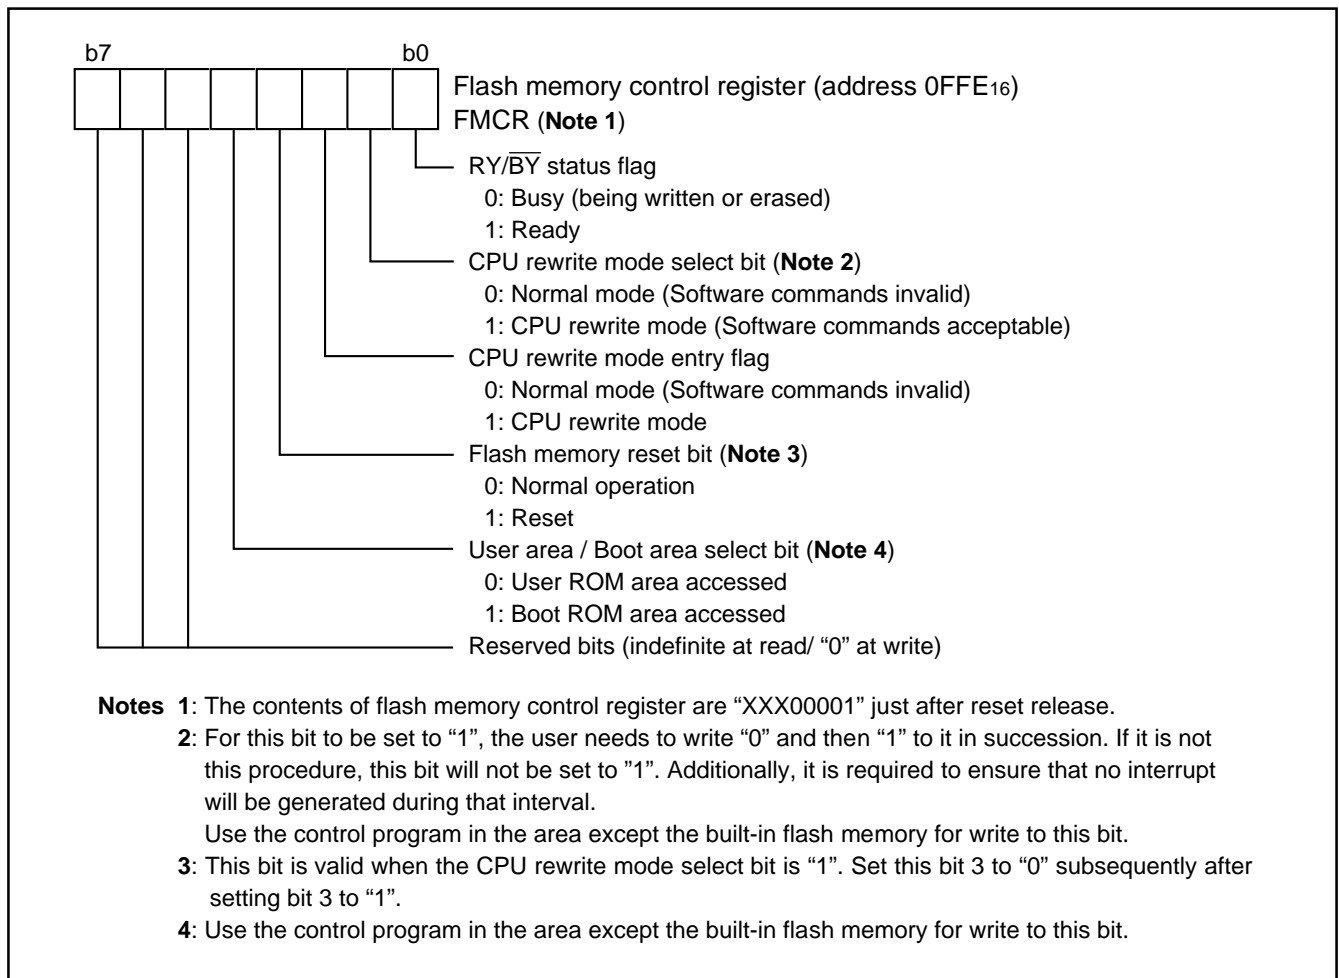 b7 b0
Flash memory control register (address 0FFE16)
FMCR (Note 1)
RY/BY status flag
0: Busy (being written or erased)
1: Ready
CPU rewrite mode select bit (Note 2)
0: Normal mode (Software commands invalid)
1: CPU rewrite mode (Software commands acceptable)
CPU rewrite mode entry flag
0: Normal mode (Software commands invalid)
1: CPU rewrite mode
Flash memory reset bit (Note 3)
0: Normal operation
1: Reset
User area / Boot area select bit (Note 4)
0: User ROM area accessed
1: Boot ROM area accessed
Reserved bits (indefinite at read/ “0” at write)
Notes 1: The contents of flash memory control register are “XXX00001” just after reset release.
2: For this bit to be set to “1”, the user needs to write “0” and then “1” to it in succession. If it is not
this procedure, this bit will not be set to ”1”. Additionally, it is required to ensure that no interrupt
will be generated during that interval.
Use the control program in the area except the built-in flash memory for write to this bit.
3: This bit is valid when the CPU rewrite mode select bit is “1”. Set this bit 3 to “0” subsequently after
setting bit 3 to “1”.
4: Use the control program in the area except the built-in flash memory for write to this bit.